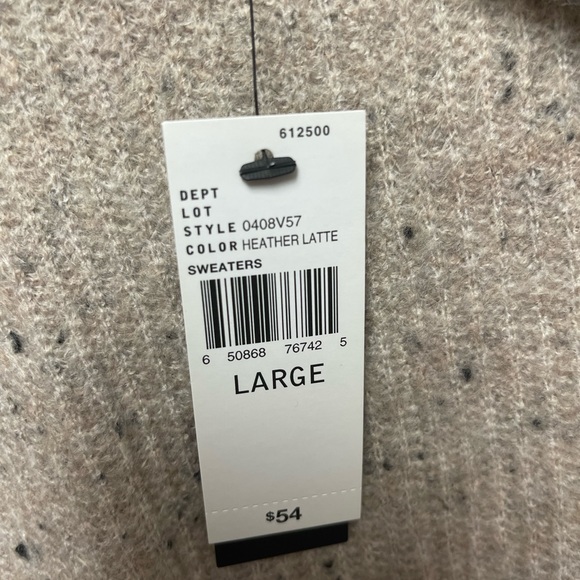 612500
DEPT
LOT
STYLE 0408V57
COLOR HEATHER LATTE
SWEATERS
6 50868 76742 5
LARGE
$54